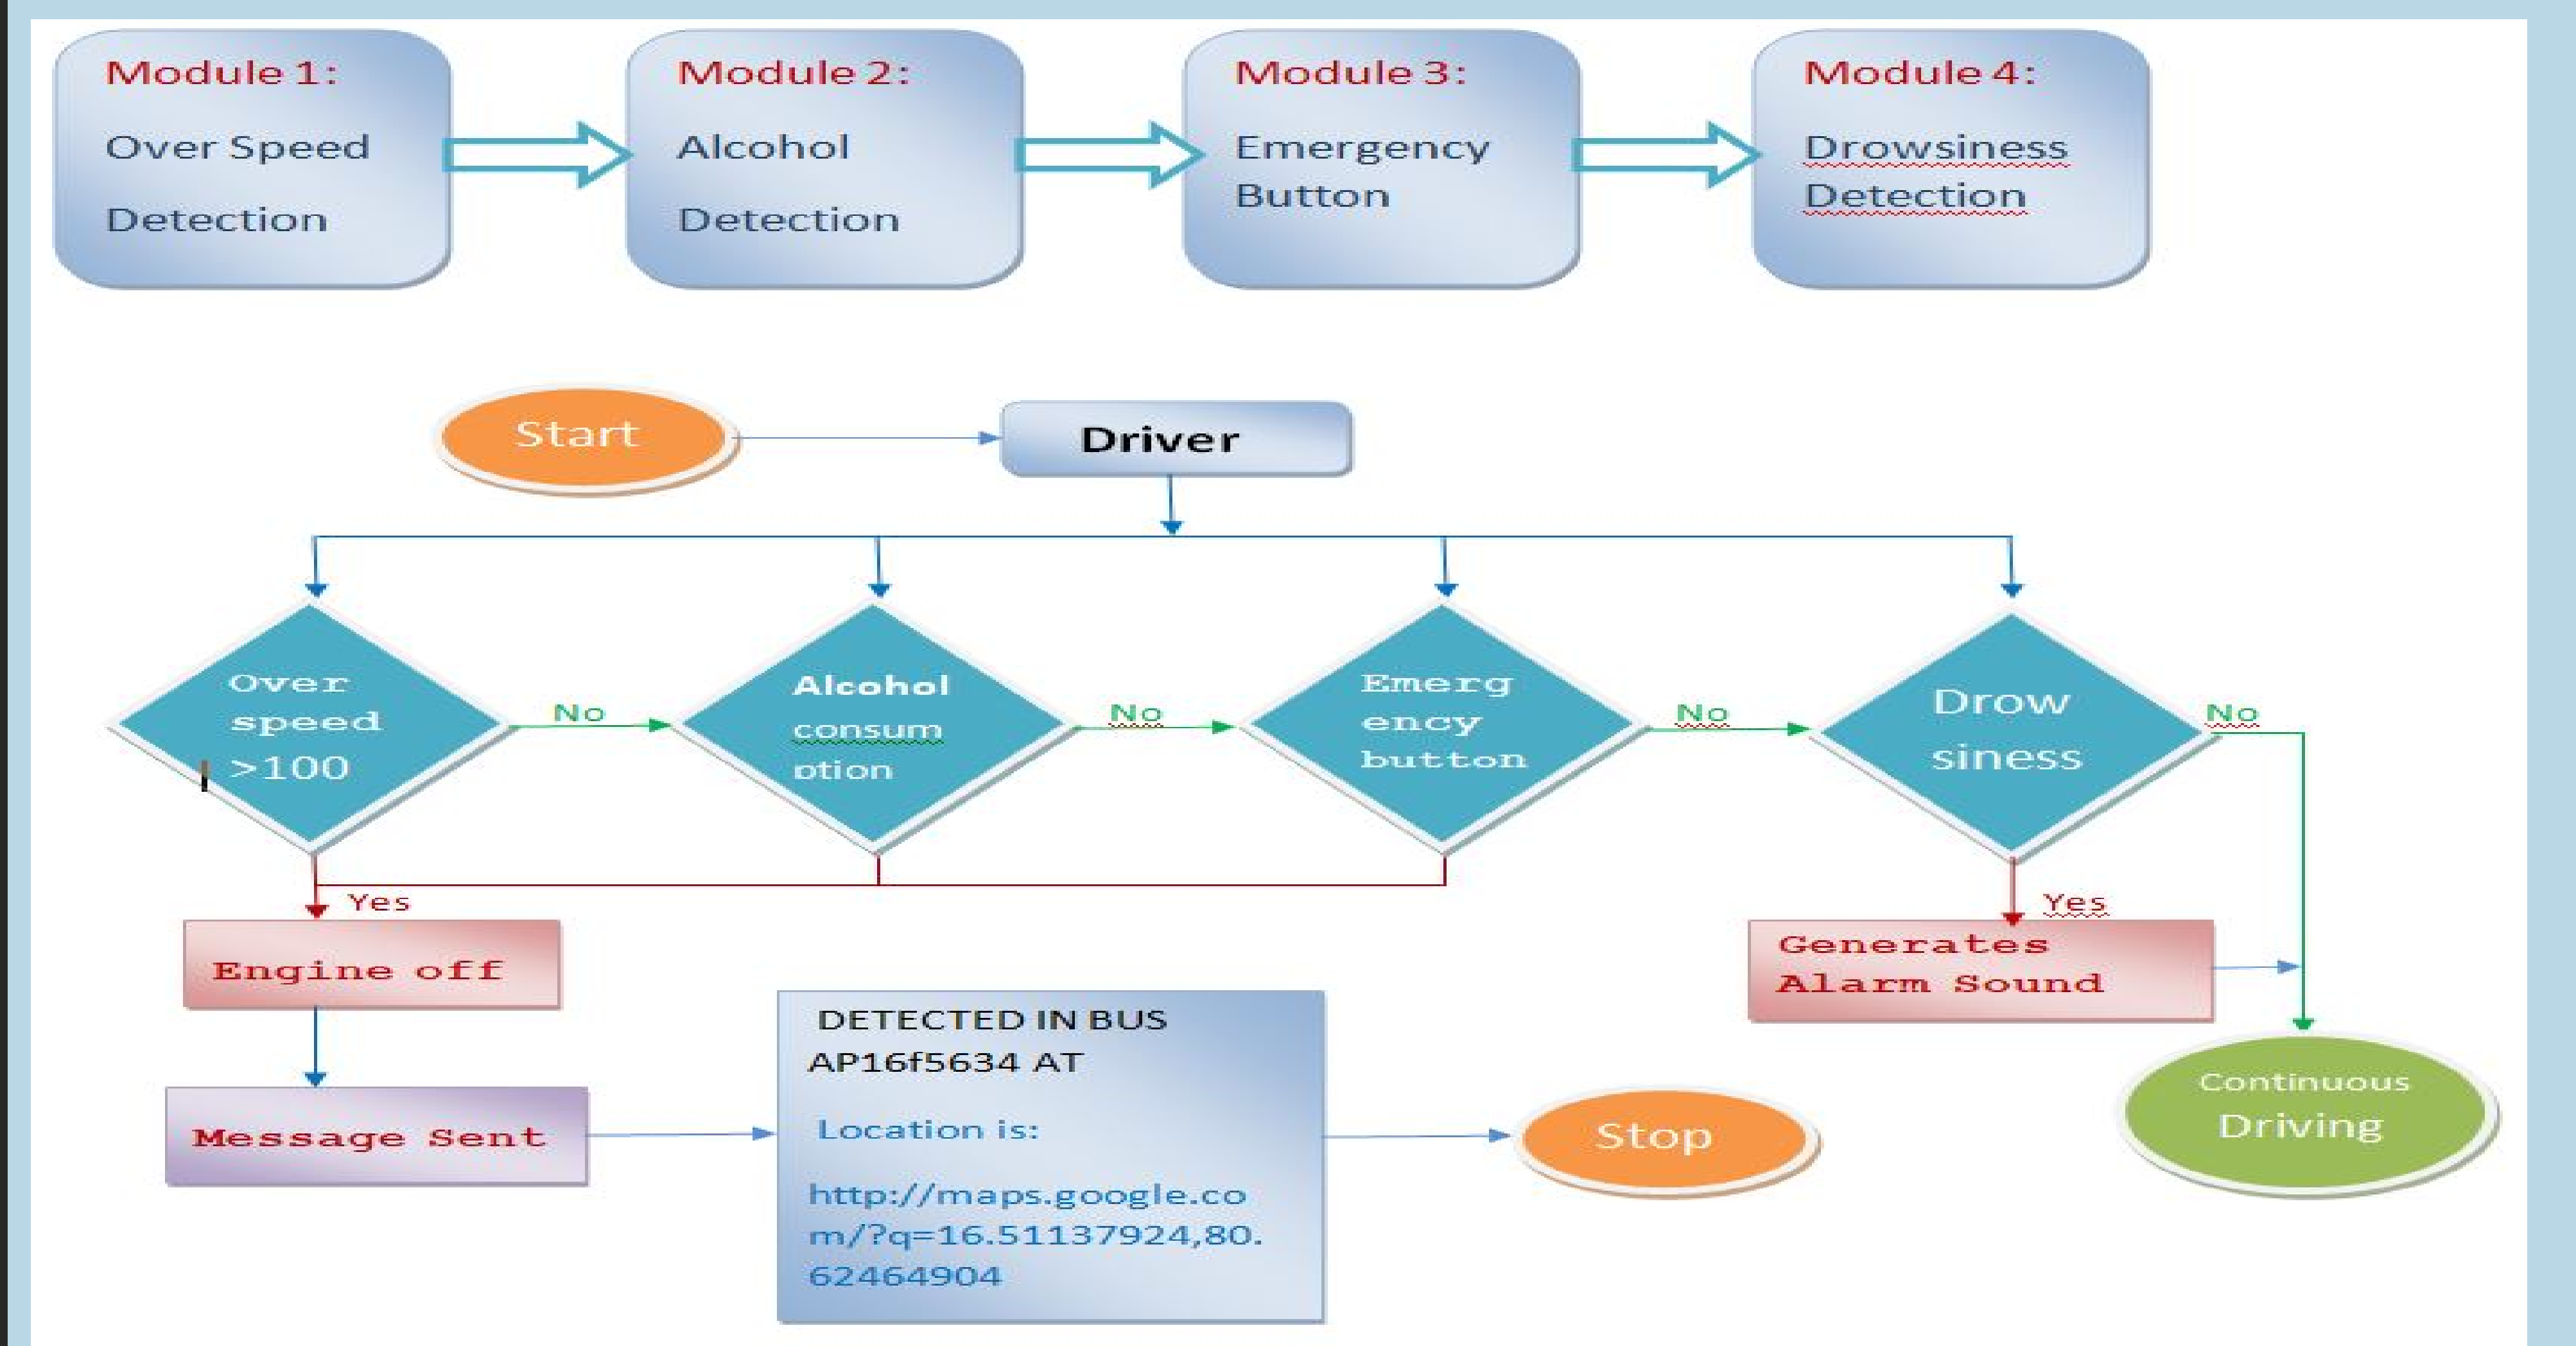 Module 1:
Over Speed
Detection
Module 2:
Alcohol
Detection
Module 3:
Emergency
Button
Module 4:
Drowsiness
Detection
Start
Driver
Over
speed
>100
No
Alcohol
consum
ption
No
Emerg
ency
button
No
Drow
siness
No
Yes
Yes
Engine off
Generates
Alarm Sound
Message Sent
DETECTED IN BUS
AP16f5634 AT
Location is:
http://maps.google.co
m/?q=16.51137924,80.
62464904
Stop
Continuous
Driving